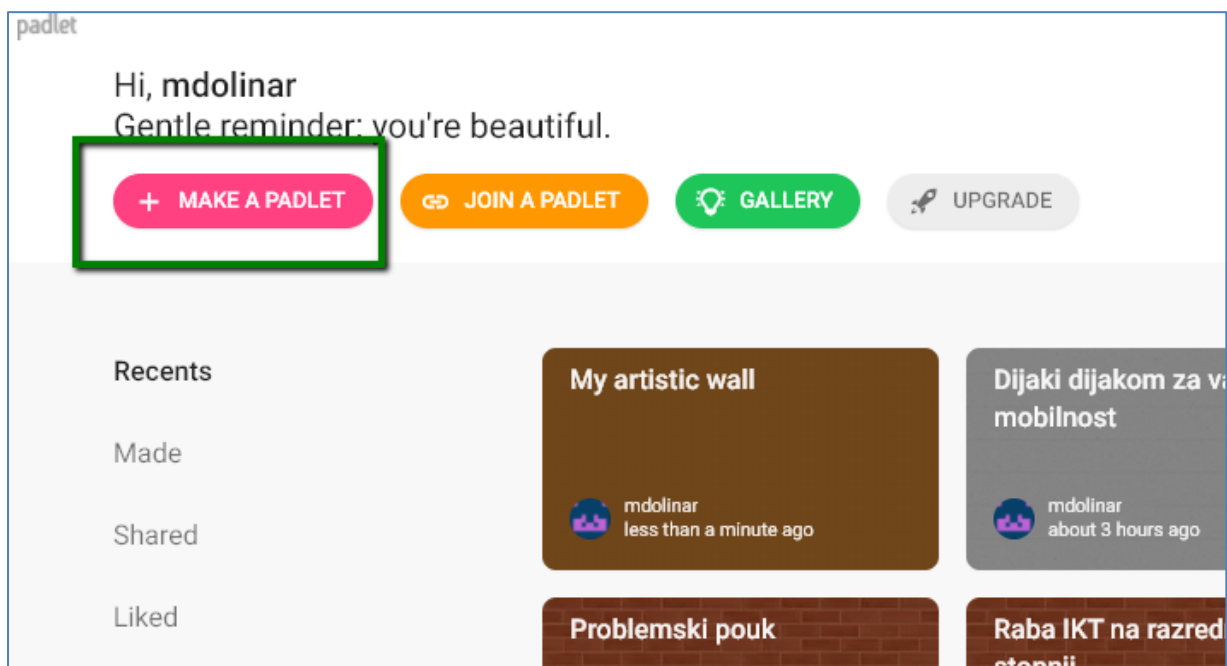 padlet
Hi, mdolinar
Gentle reminder: you're beautiful.
+ MAKE A PADLET
JOIN A PADLET
GALLERY
UPGRADE
Recents
Made
Shared
Liked
My artistic wall
mdolinar
less than a minute ago
Dijaki dijakom za
mobilnost
mdolinar
about 3 hours ago
Problemski pouk
Raba IKT na